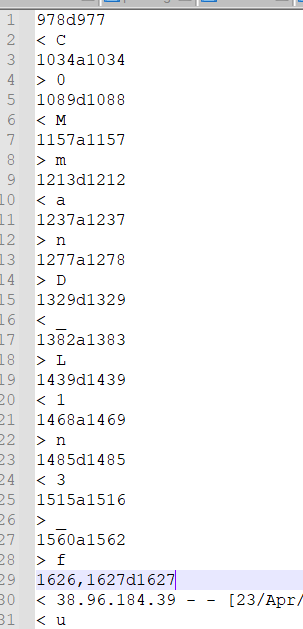 1 978d977
2 < C
3 1034a1034
4 > 0
5 1089d1088
6 < M
7 1157a1157
8 > m
9 1213d1212
10 < a
11 1237a1237
12 > n
13 1277a1278
14 > D
15 1329d1329
16 < _
17 1382a1383
18 > L
19 1439d1439
20 < 1
21 1468a1469
22 > n
23 1485d1485
24 < 3
25 1515a1516
26 > _
27 1560a1562
28 > f
29 1626,1627d1627
30 < 38.96.184.39 - - [23/Apr/
31 < u